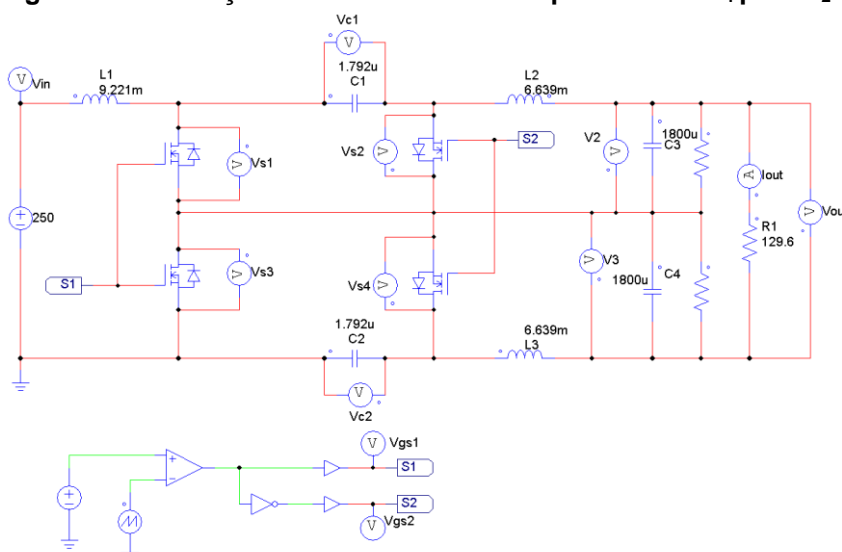 Vc1
1.792u
C1
Vin
L1
9.221m
L2
6.639m
Vs1
Vs2
S2
V2
1800u
C3
Iout
Vou
250
R1
129.6
S1
Vs3
Vs4
V3
1800u
C4
1.792u
C2
6.639m
L3
Vc2
Vgs1
S1
S2
Vgs2